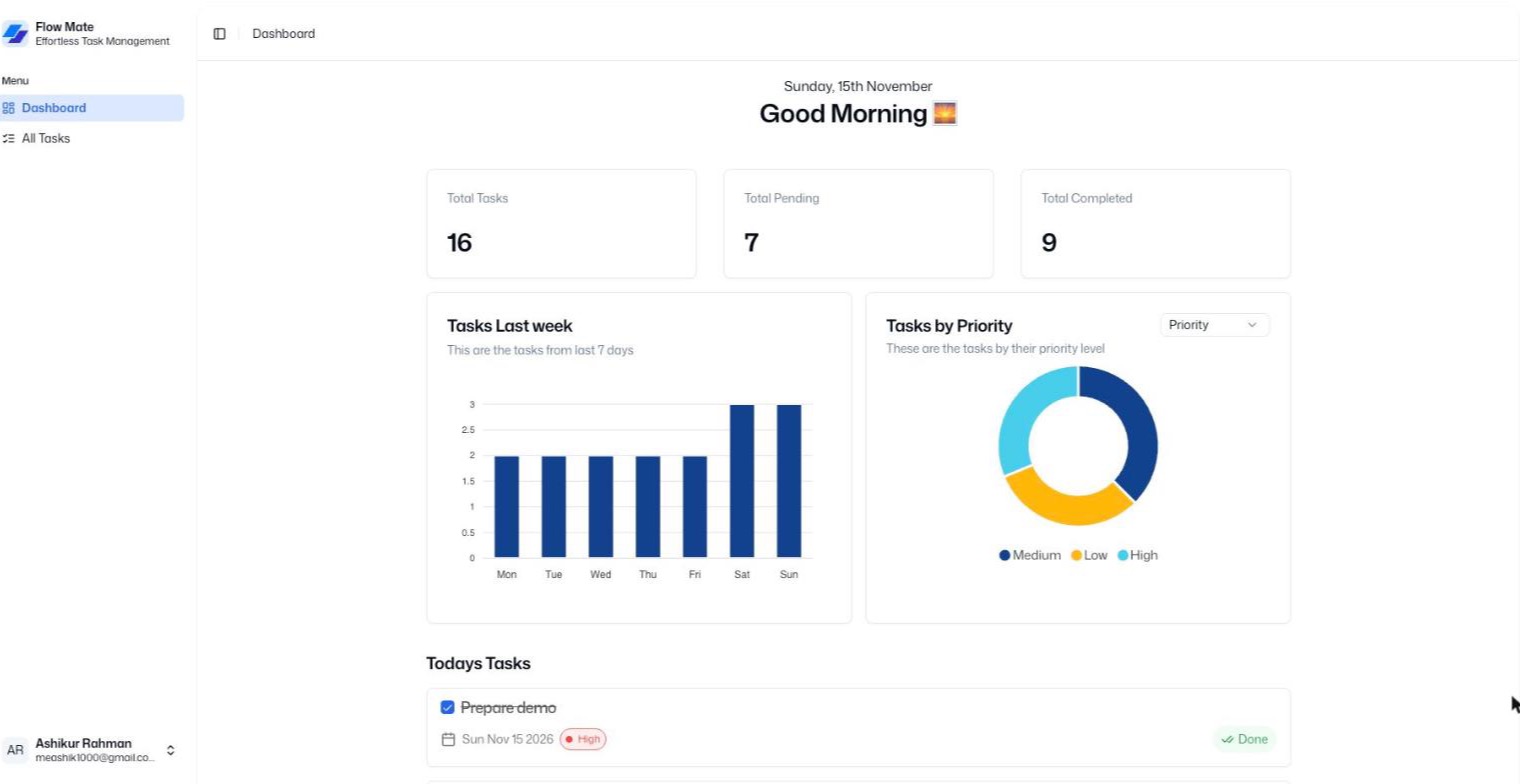 Flow Mate
Effortless Task Management
Menu
Dashboard
All Tasks
Dashboard
Sunday, 15th November
Good Morning 🌅
Total Tasks
16
Total Pending
7
Total Completed
9
Tasks Last week
This are the tasks from last 7 days
3
2.5
2
1.5
1
0.5
0
Mon Tue Wed Thu Fri Sat Sun
Tasks by Priority
Priority
These are the tasks by their priority level
Medium Low High
Todays Tasks
Prepare demo
Sun Nov 15 2026 High Done
AR
Ashikur Rahman
meashik1000@gmail.co...